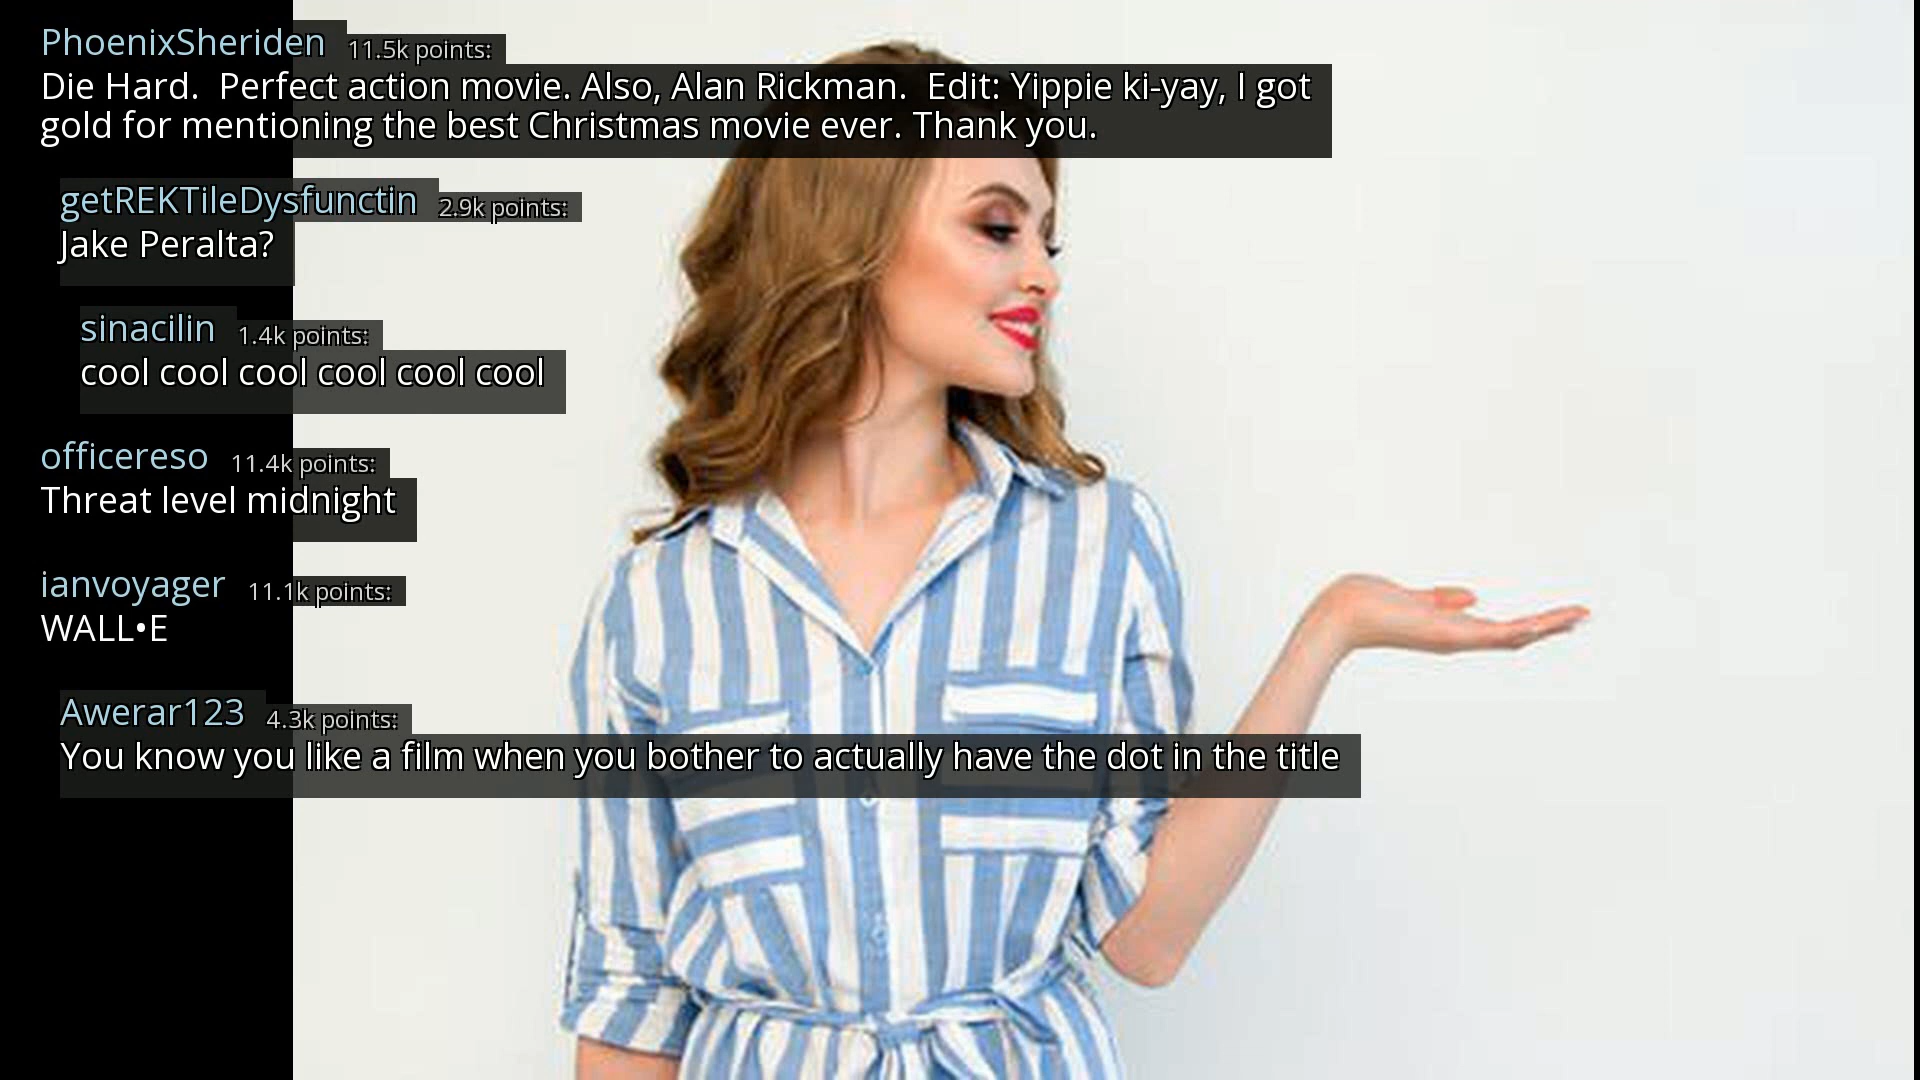 PhoenixSheriden 11.5k points:
Die Hard.  Perfect action movie. Also, Alan Rickman.  Edit: Yippie ki-yay, I got
gold for mentioning the best Christmas movie ever. Thank you.
getREKTileDysfunctin 2.9k points:
Jake Peralta?
sinacilin 1.4k points:
cool cool cool cool cool cool
officereso 11.4k points:
Threat level midnight
ianvoyager 11.1k points:
WALL•E
Awerar123 4.3k points:
You know you like a film when you bother to actually have the dot in the title